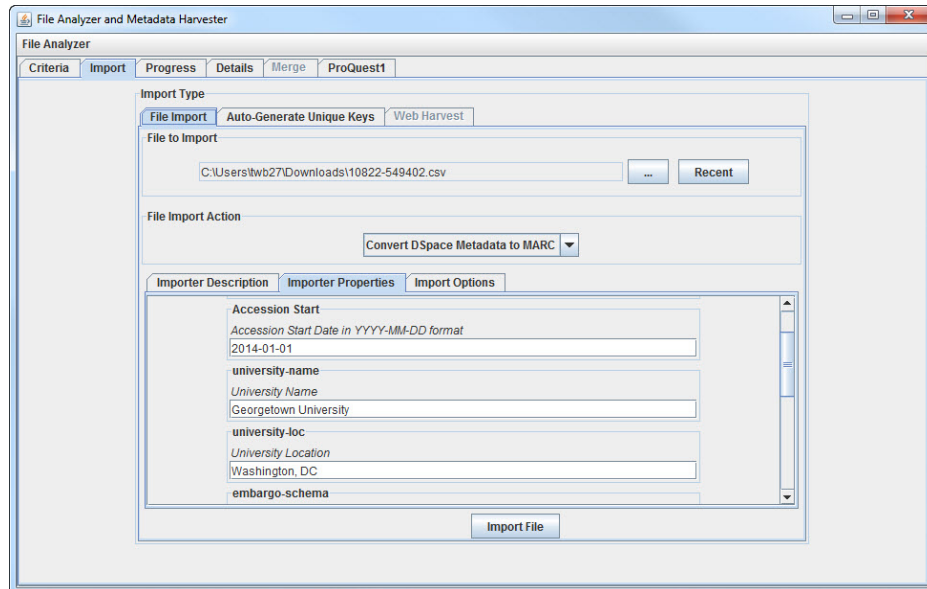 File Analyzer and Metadata Harvester
File Analyzer
Criteria Import Progress Details Merge ProQuest1
Import Type
File Import Auto-Generate Unique Keys Web Harvest
File to Import
C:\Users\twb27\Downloads\10822-549402.csv ... Recent
File Import Action
Convert DSpace Metadata to MARC
Importer Description Importer Properties Import Options
Accession Start
Accession Start Date in YYYY-MM-DD format
2014-01-01
university-name
University Name
Georgetown University
university-loc
University Location
Washington, DC
embargo-schema
Import File